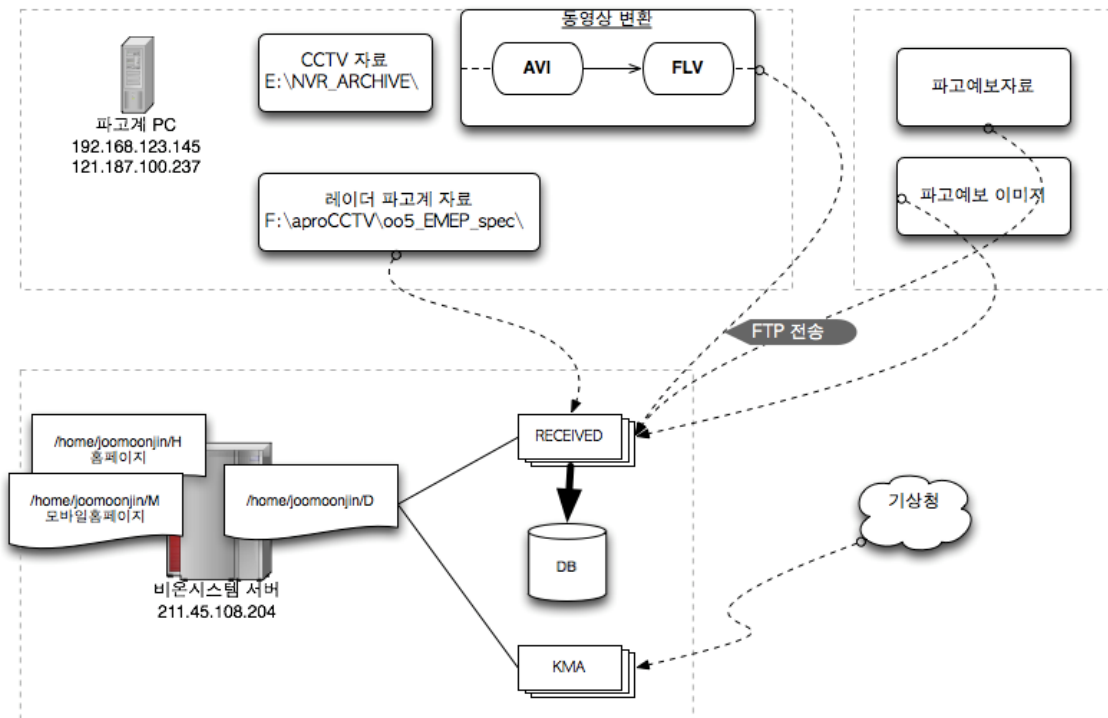 동영상 변환
CCTV 자료
E:\NVR_ARCHIVE\
AVI
FLV
파고예보자료
파고계 PC
192.168.123.145
121.187.100.237
레이더 파고계 자료
F:\aproCCTV\oo5_EMEP_spec\
파고예보 이미지
FTP 전송
/home/joomoonjin/H
홈페이지
RECEIVED
/home/joomoonjin/M
모바일홈페이지
/home/joomoonjin/D
기상청
DB
비온시스템 서버
211.45.108.204
KMA